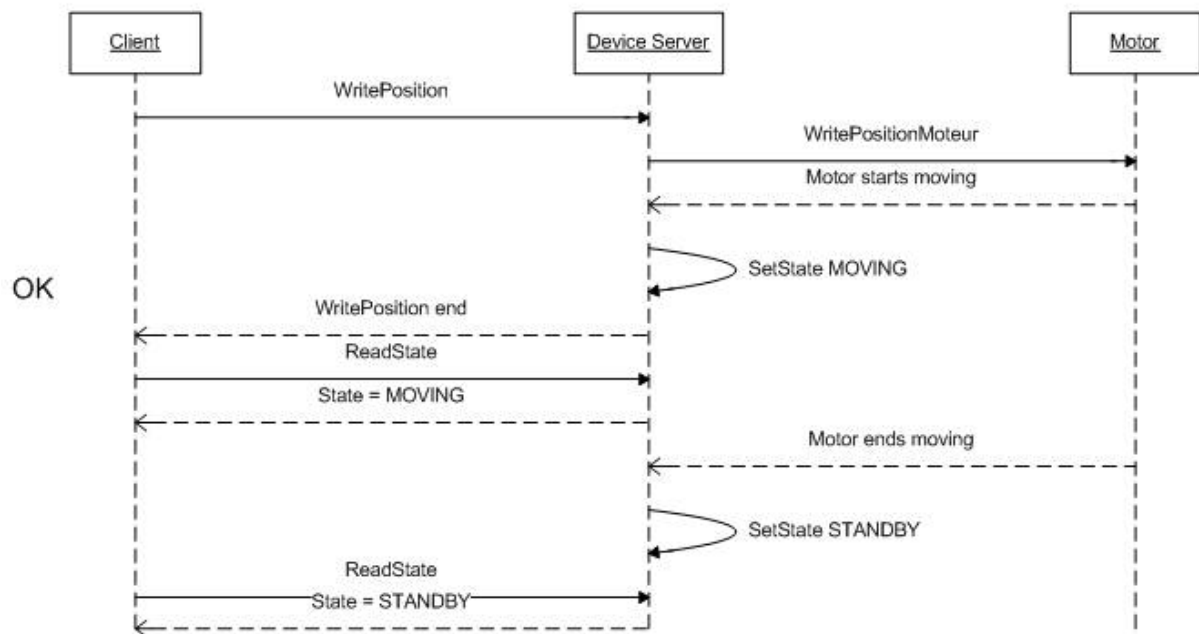 Client
Device Server
Motor
WritePosition
WritePositionMoteur
Motor starts moving
SetState MOVING
OK
WritePosition end
ReadState
State = MOVING
Motor ends moving
SetState STANDBY
ReadState
State = STANDBY